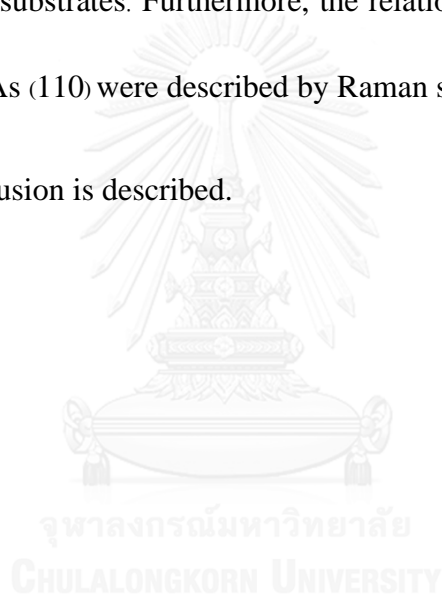 substrates. Furthermore, the relatio
As (110) were described by Raman s
usion is described.
จุฬาลงกรณ์มหาวิทยาลัย
CHULALONGKORN UNIVERSITY